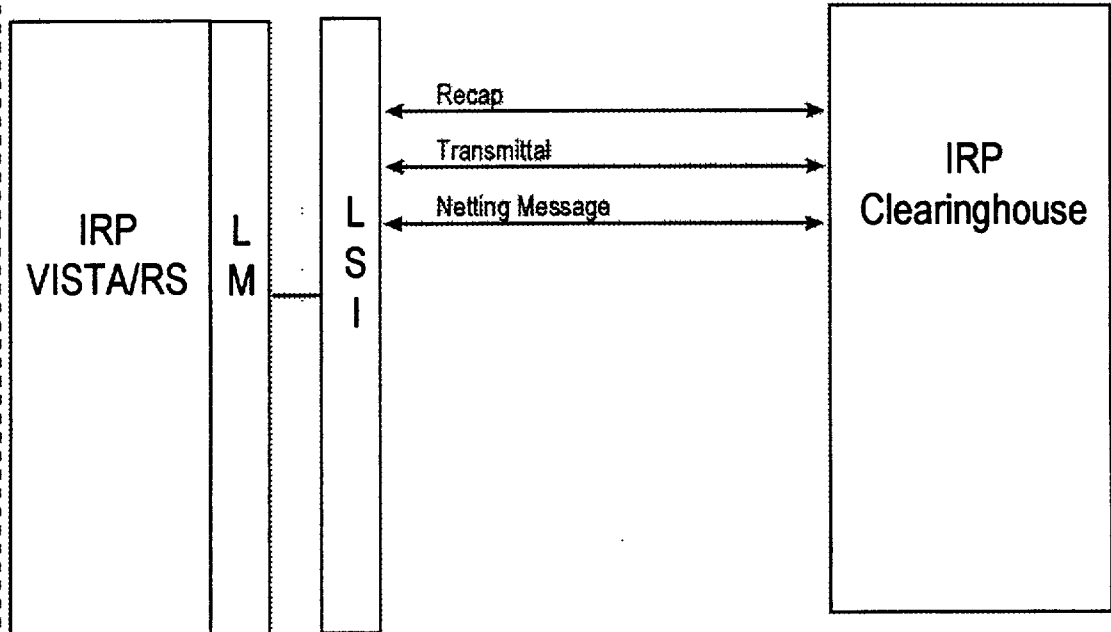 Recap
Transmittal
Netting Message
IRP
VISTA/RS
L
M
L
S
I
IRP
Clearinghouse